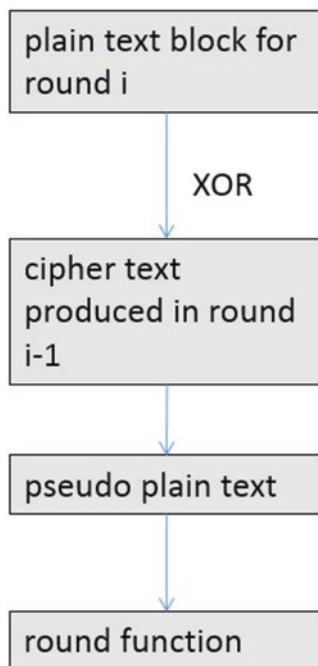 plain text block for
round i
XOR
cipher text
produced in round
i-1
pseudo plain text
round function